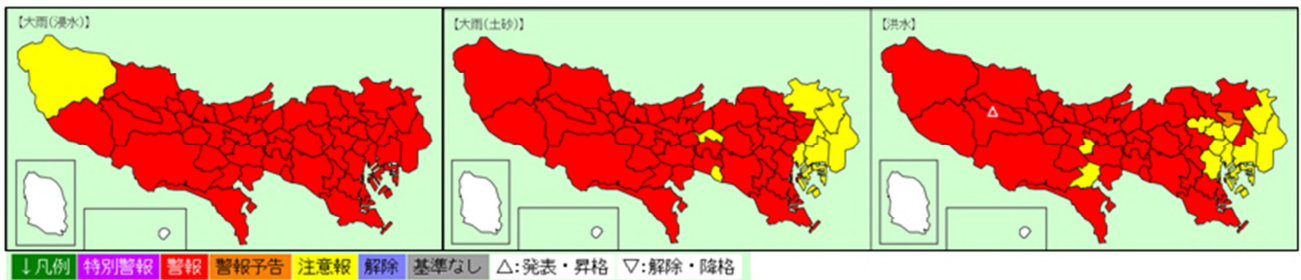 【大雨(浸水)】
【大雨(土砂)】
【洪水】
△
↓凡例 特別警報 警報 警報予告 注意報 解除 基準なし △:発表・昇格 ▽:解除・降格